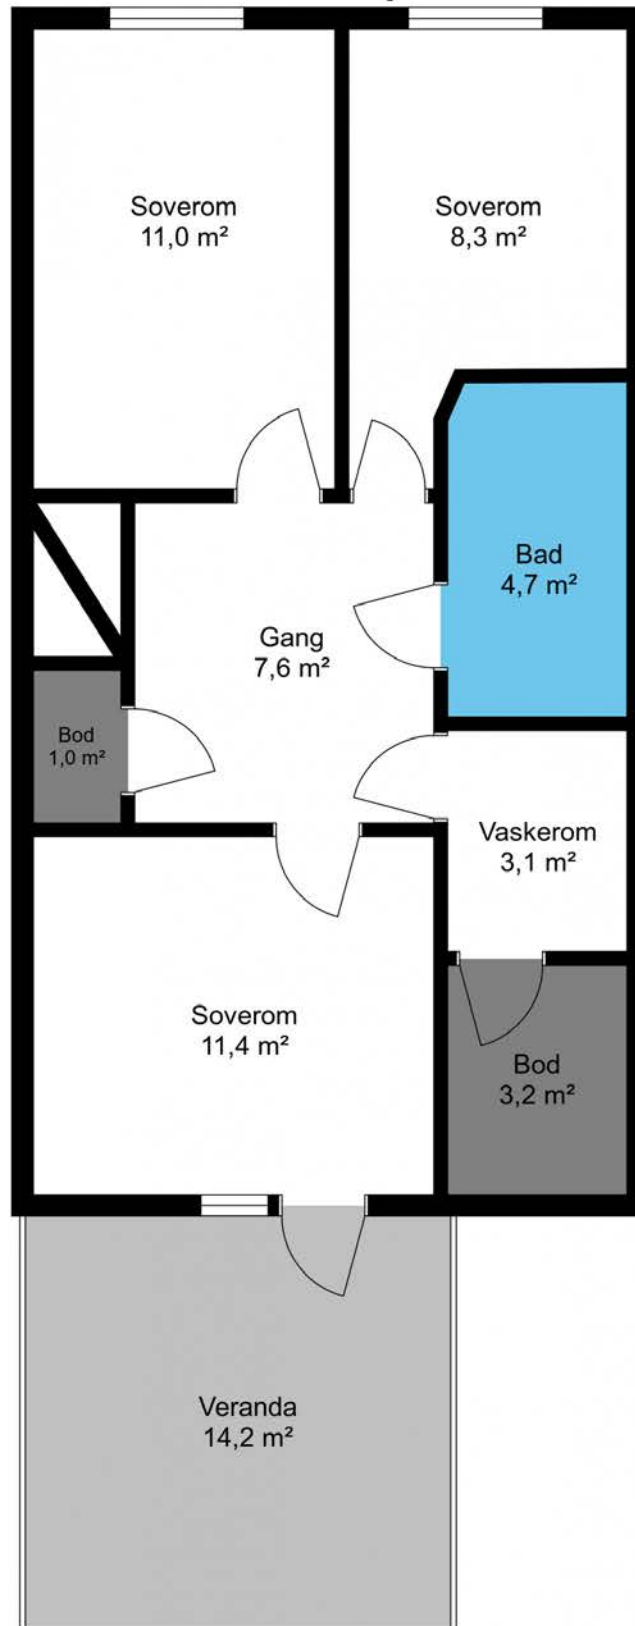 Soverom
11,0 m²
Soverom
8,3 m²
Bad
4,7 m²
Gang
7,6 m²
Bod
1,0 m²
Vaskerom
3,1 m²
Soverom
11,4 m²
Bod
3,2 m²
Veranda
14,2 m²